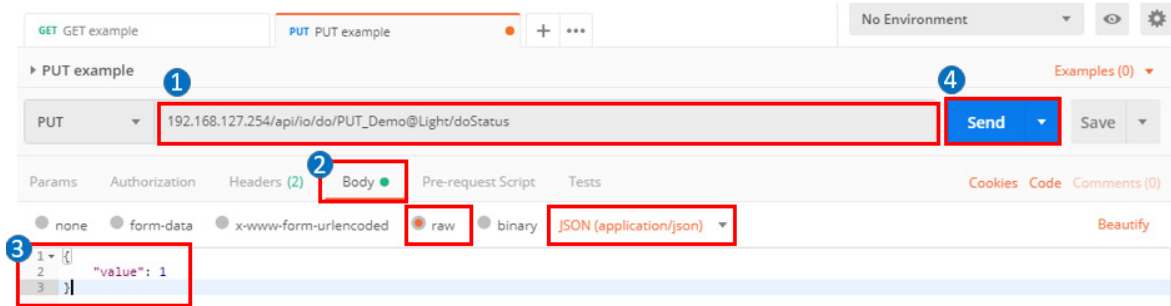 GET GET example PUT PUT example + ••• No Environment
PUT example Examples (0)
1 4
PUT 192.168.127.254/api/io/do/PUT_Demo@Light/doStatus Send Save
2
Params Authorization Headers (2) Body Pre-request Script Tests Cookies Code Comments (0)
none form-data x-www-form-urlencoded raw binary JSON (application/json) Beautify
3
1 {
2 "value": 1
3 }